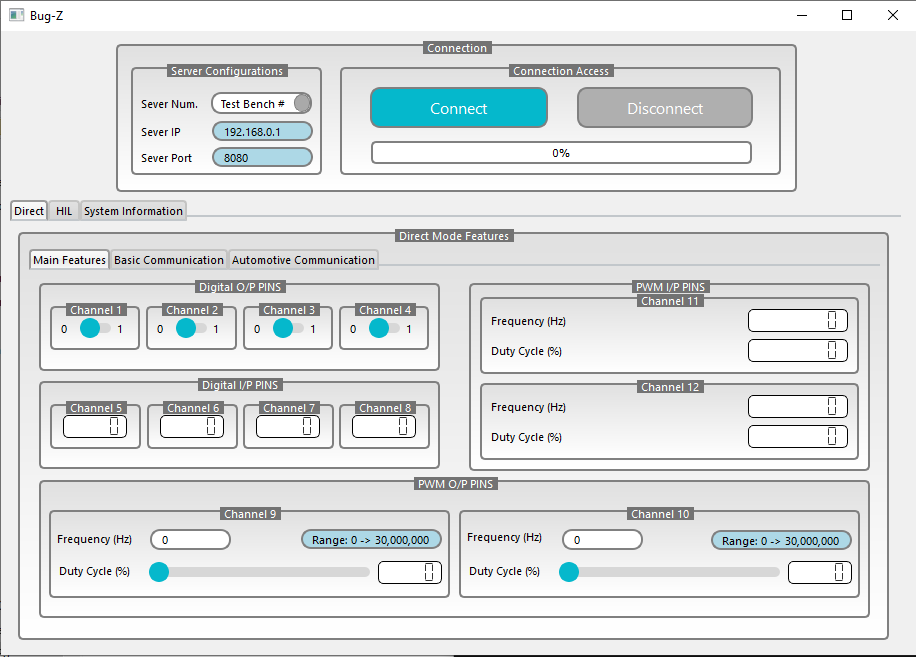 Bug-Z
Connection
Server Configurations
Sever Num. Test Bench #
Sever IP 192.168.0.1
Sever Port 8080
Connection Access
Connect Disconnect
0%
Direct HIL System Information
Direct Mode Features
Main Features Basic Communication Automotive Communication
Digital O/P PINS
Channel 1 Channel 2 Channel 3 Channel 4
0 1 0 1 0 1 0 1
Digital I/P PINS
Channel 5 Channel 6 Channel 7 Channel 8
0 0 0 0
PWM I/P PINS
Channel 11
Frequency (Hz) 0
Duty Cycle (%) 0
Channel 12
Frequency (Hz) 0
Duty Cycle (%) 0
PWM O/P PINS
Channel 9
Frequency (Hz) 0 Range: 0 -> 30,000,000
Duty Cycle (%) 0
Channel 10
Frequency (Hz) 0 Range: 0 -> 30,000,000
Duty Cycle (%) 0